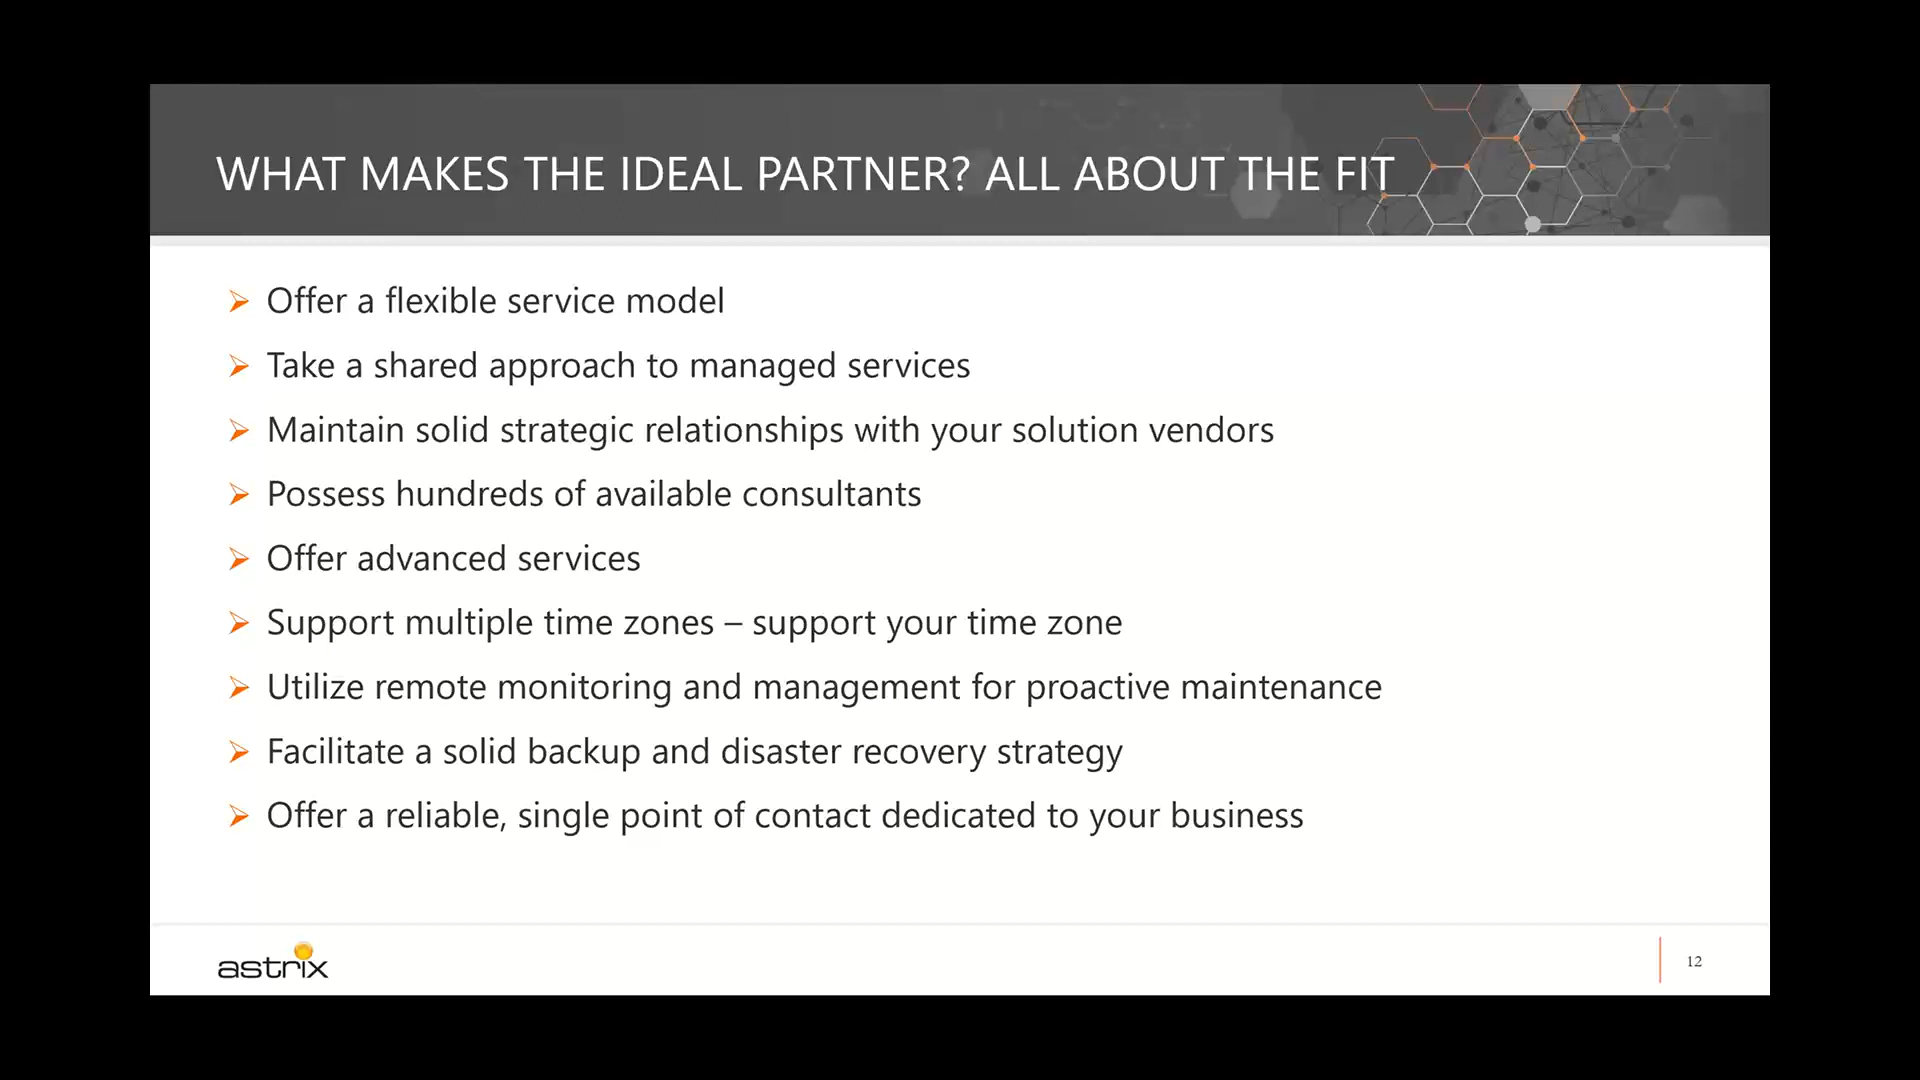 WHAT MAKES THE IDEAL PARTNER? ALL ABOUT THE FIT
Offer a flexible service model
Take a shared approach to managed services
Maintain solid strategic relationships with your solution vendors
Possess hundreds of available consultants
Offer advanced services
Support multiple time zones – support your time zone
Utilize remote monitoring and management for proactive maintenance
Facilitate a solid backup and disaster recovery strategy
Offer a reliable, single point of contact dedicated to your business
astrix
12